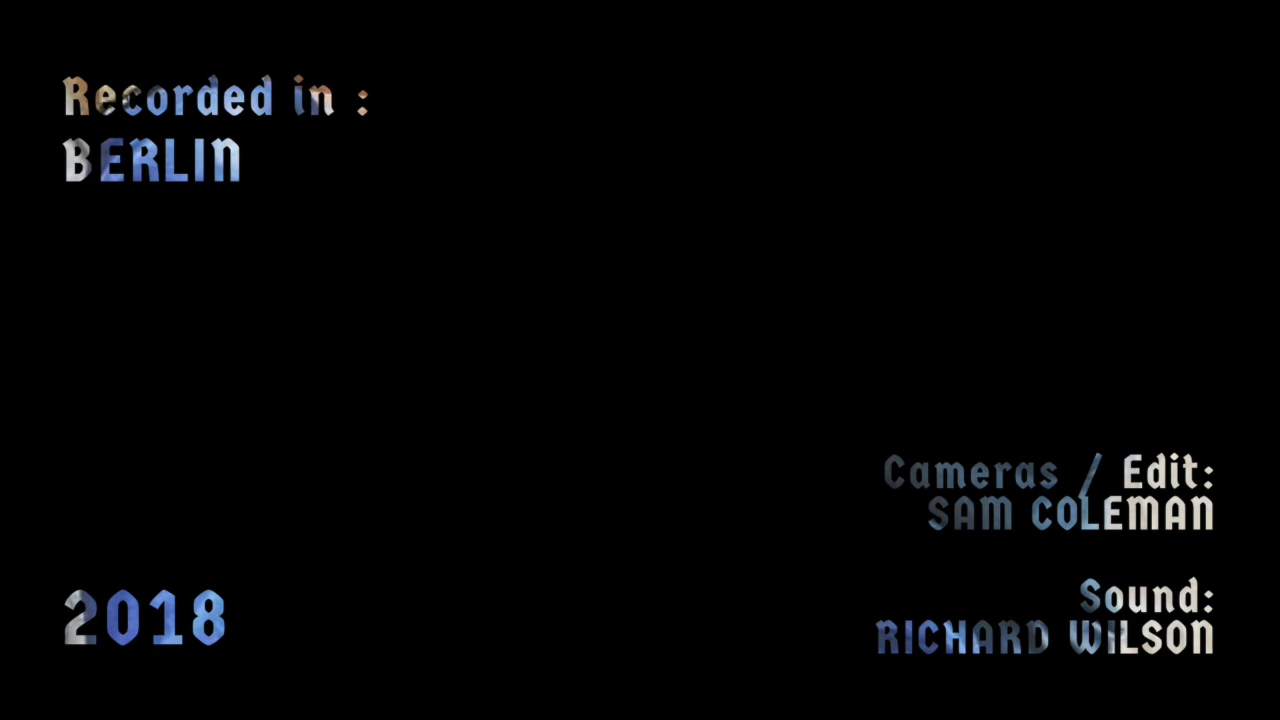 Recorded in :
BERLIN
Cameras / Edit:
SAM COLEMAN
Sound:
RICHARD WILSON
2018